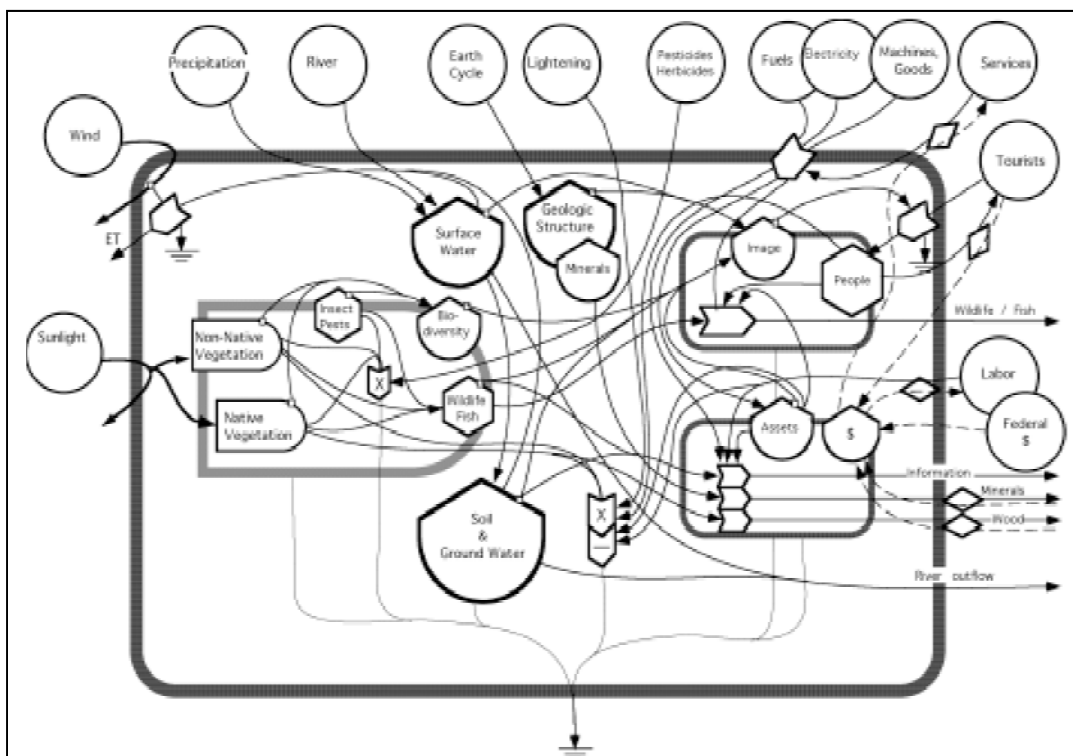 Precipitation
River
Earth
Cycle
Lightening
Pesticides
Herbicides
Fuels
Electricity
Machines,
Goods
Services
Wind
Tourists
ET
Surface
Water
Geologic
Structure
Minerals
Image
People
Insect
Pests
Bio-
diversity
Wildlife / Fish
Sunlight
Non-Native
Vegetation
X
Wildlife
Fish
Native
Vegetation
Labor
Federal
$
Assets
$
Information
Minerals
Wood
Soil
&
Ground Water
X
—
River outflow